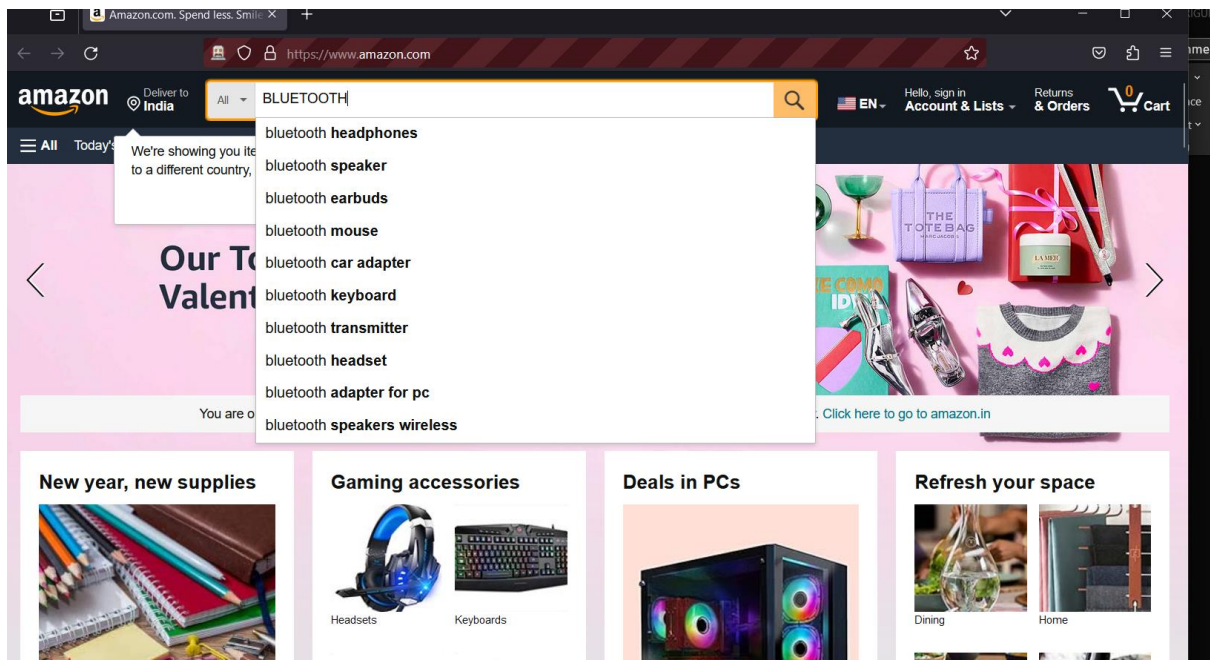 Amazon.com. Spend less. Smile
https://www.amazon.com
amazon
Deliver to
India
All
BLUETOOTH
EN
Hello, sign in
Account & Lists
Returns
& Orders
0
Cart
All Today's
We're showing you ite
to a different country,
bluetooth headphones
bluetooth speaker
bluetooth earbuds
bluetooth mouse
bluetooth car adapter
bluetooth keyboard
bluetooth transmitter
bluetooth headset
bluetooth adapter for pc
bluetooth speakers wireless
Our To
Valent
THE
TOTE BAG
MARC JACOBS
LA MER
You are o
. Click here to go to amazon.in
New year, new supplies
Gaming accessories
Deals in PCs
Refresh your space
Headsets
Keyboards
Dining
Home